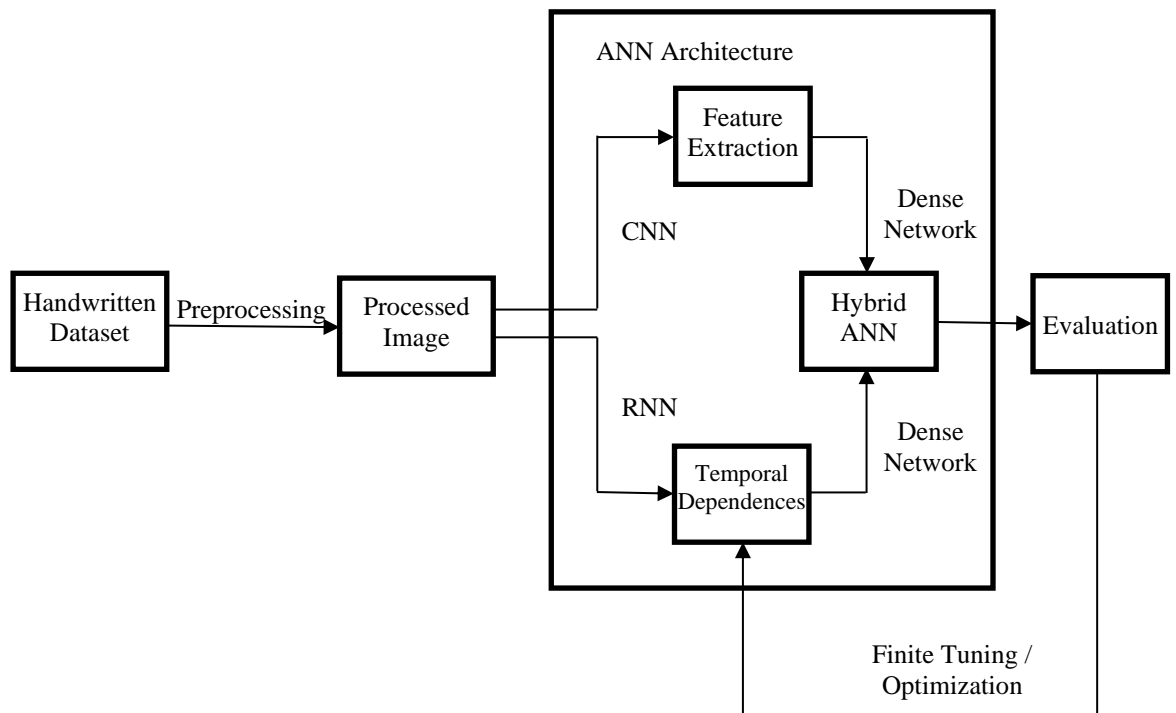 ANN Architecture
Feature
Extraction
CNN
Dense
Network
Handwritten
Dataset
Preprocessing
Processed
Image
Hybrid
ANN
Evaluation
RNN
Dense
Network
Temporal
Dependences
Finite Tuning /
Optimization